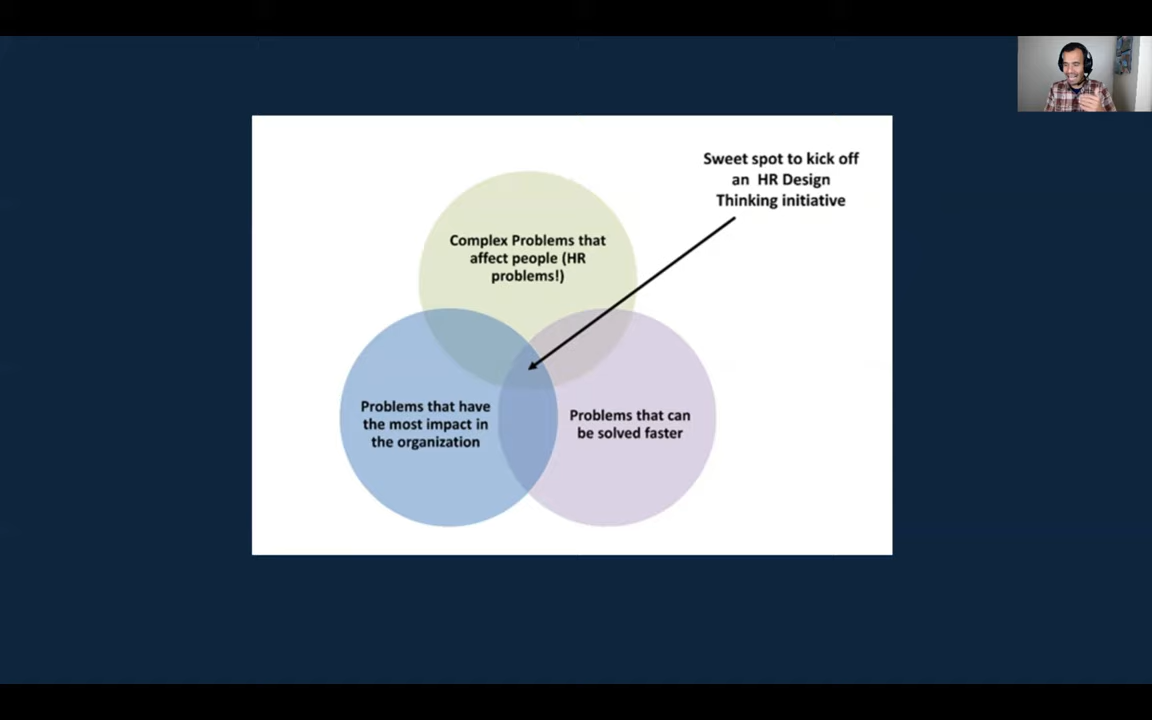 Sweet spot to kick off
an HR Design
Thinking initiative
Complex Problems that
affect people (HR
problems!)
Problems that have
the most impact in
the organization
Problems that can
be solved faster